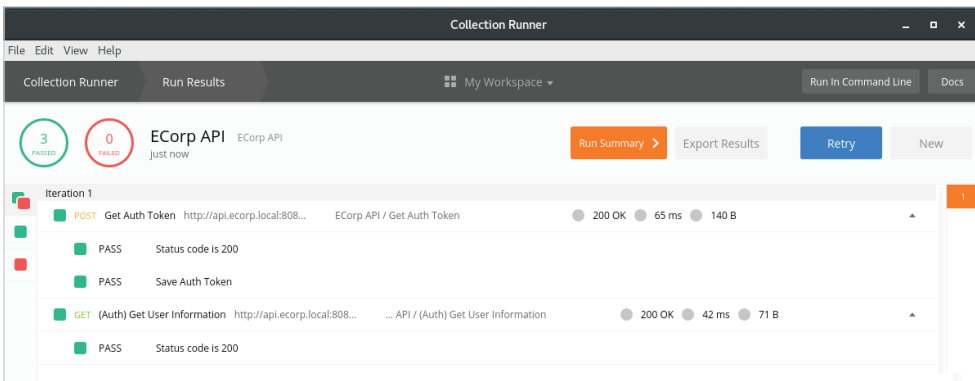 Collection Runner
File Edit View Help
Collection Runner Run Results My Workspace Run In Command Line Docs
3 PASSED 0 FAILED ECorp API ECorp API Run Summary Export Results Retry New
just now
Iteration 1 1
POST Get Auth Token http://api.ecorp.local:808... ECorp API / Get Auth Token 200 OK 65 ms 140 B
PASS Status code is 200
PASS Save Auth Token
GET (Auth) Get User Information http://api.ecorp.local:808... ... API / (Auth) Get User Information 200 OK 42 ms 71 B
PASS Status code is 200